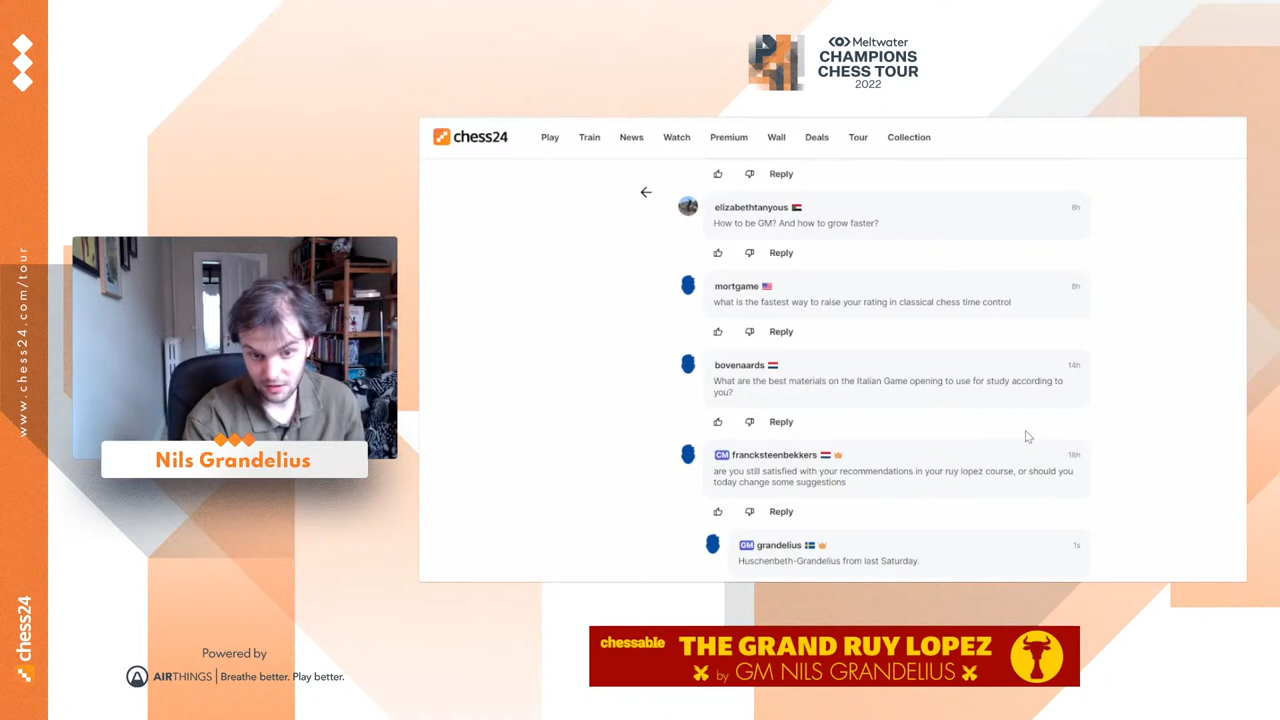 www.chess24.com/tour
chess24
Meltwater
CHAMPIONS
CHESS TOUR
2022
chess24 Play Train News Watch Premium Wall Deals Tour Collection
Reply
elizabethtanyous 8h
How to be GM? And how to grow faster?
Reply
mortgame 8h
what is the fastest way to raise your rating in classical chess time control
Reply
bovenaards 14h
What are the best materials on the Italian Game opening to use for study according to
you?
Reply
CM francksteenbekkers 16h
are you still satisfied with your recommendations in your ruy lopez course, or should you
today change some suggestions
Reply
GM grandelius 1s
Huschenbeth-Grandelius from last Saturday.
Nils Grandelius
Powered by
AIRTHINGS | Breathe better. Play better.
chessable THE GRAND RUY LOPEZ
by GM NILS GRANDELIUS